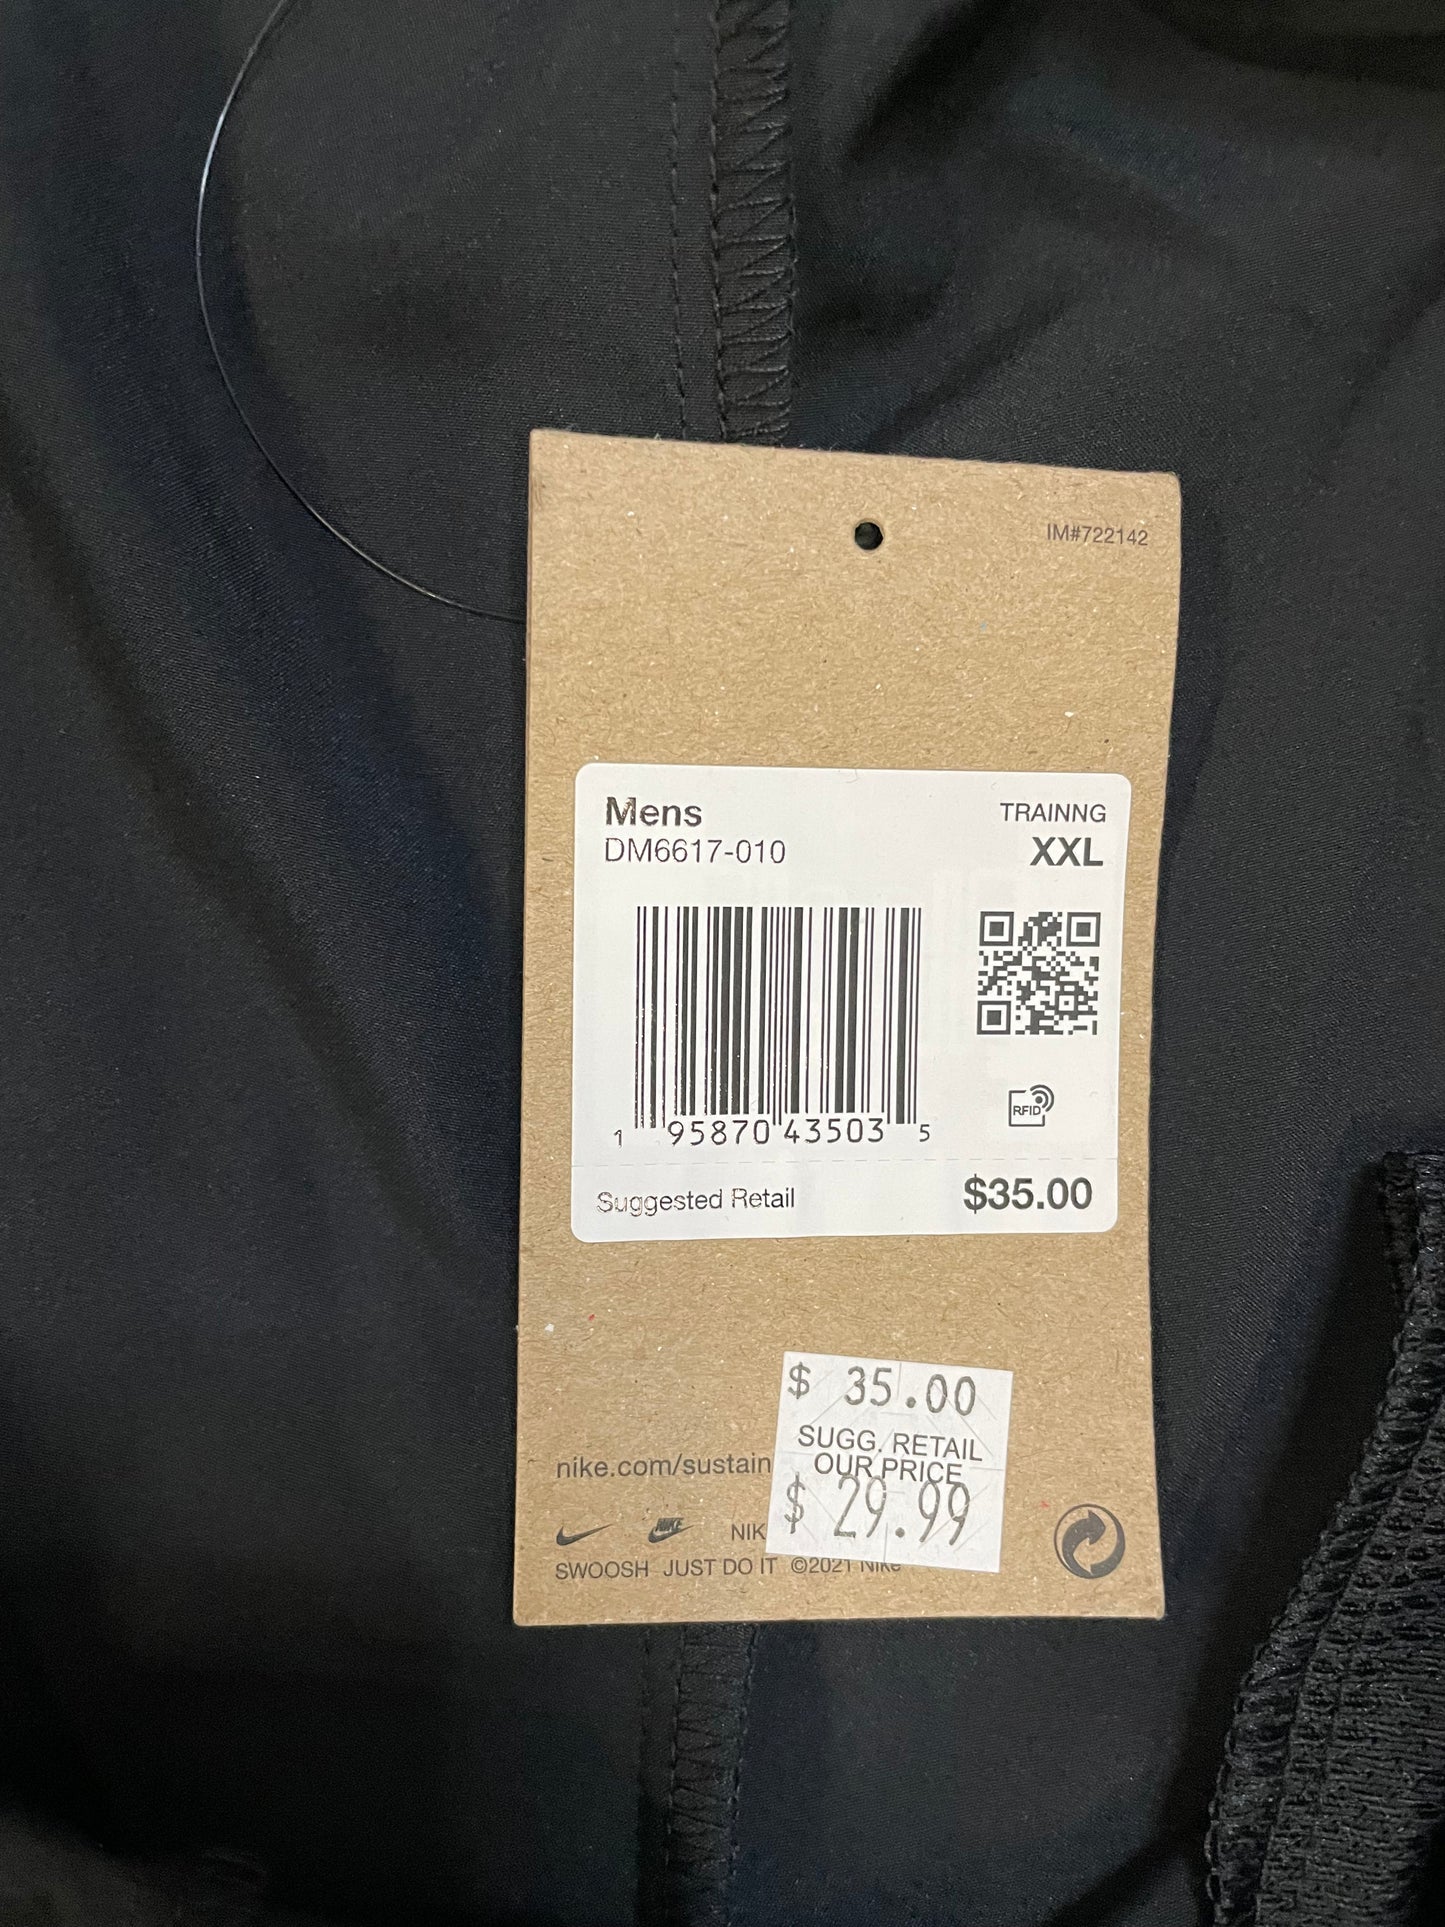 IM#722142
Mens TRAINNG
DM6617-010 XXL
RFID
1 95870 43503 5
Suggested Retail $35.00
$ 35.00
SUGG. RETAIL
OUR PRICE
$ 29.99
nike.com/sustain
NIKE NIK
SWOOSH JUST DO IT ©2021 Nike